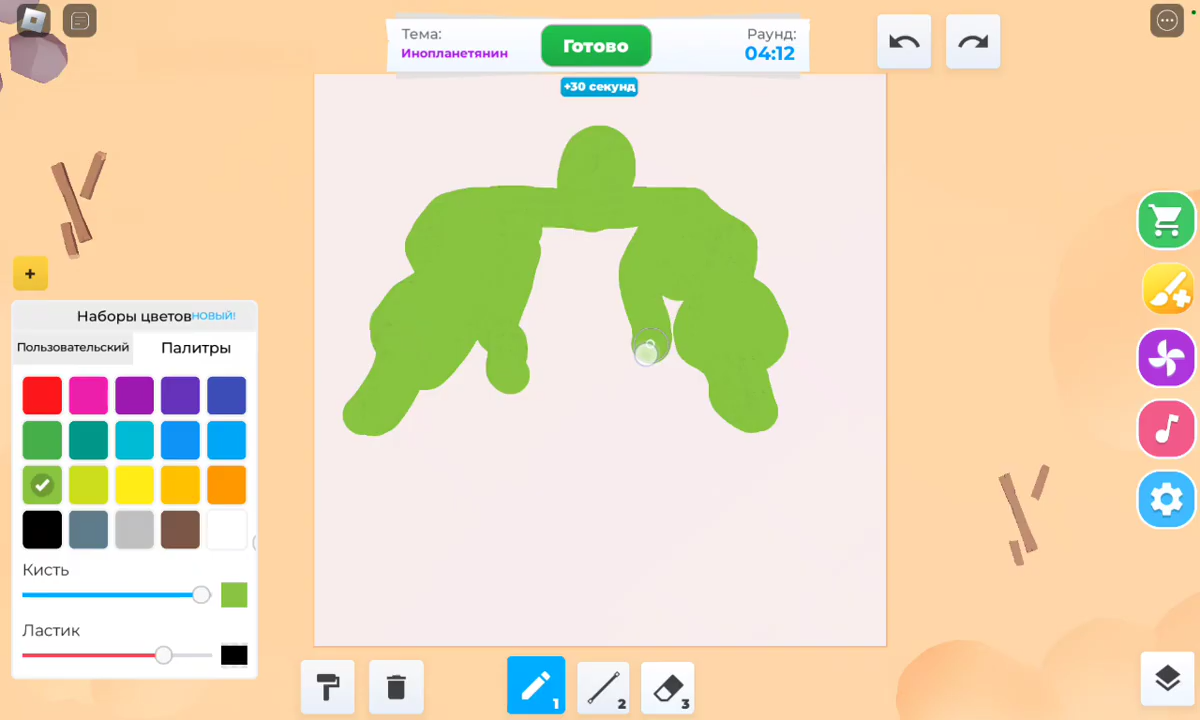 Тема:
Инопланетянин
Готово
Раунд:
04:12
+30 секунд
+
Наборы цветов НОВЫЙ!
Пользовательский
Палитры
Кисть
Ластик
1
2
3